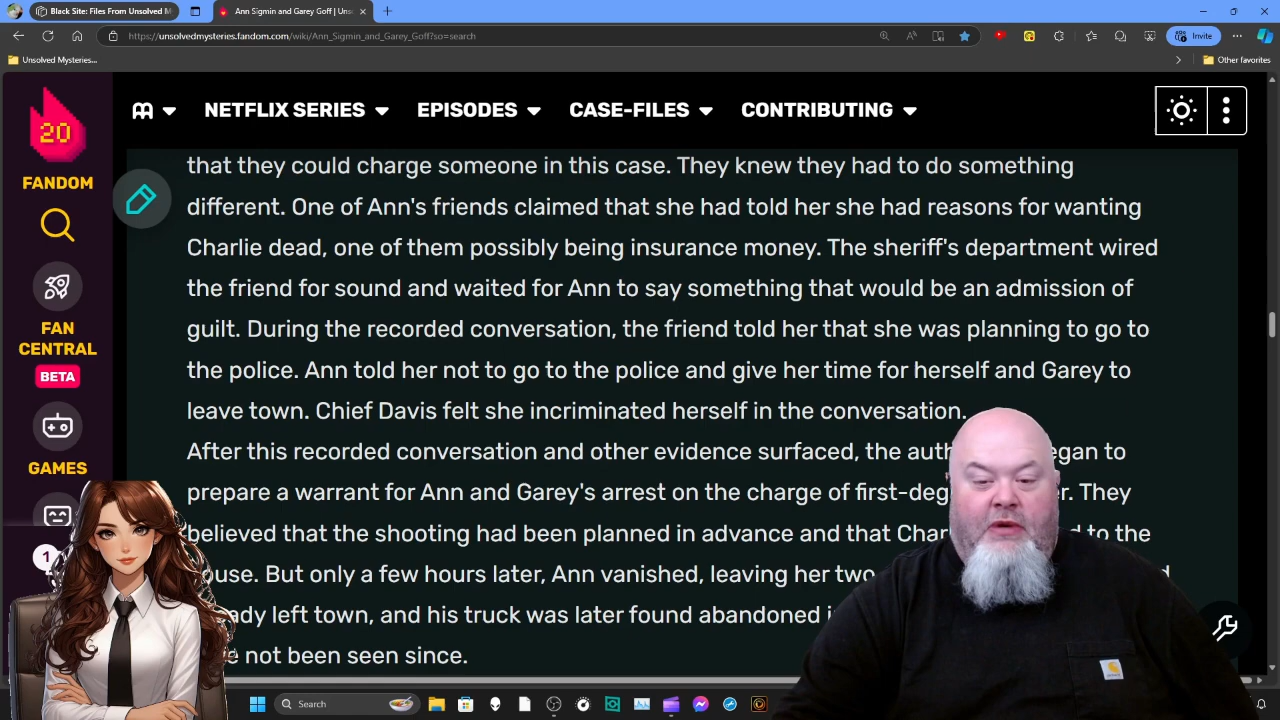 Black Site: Files From Unsolved M
Ann Sigmin and Garey Goff | Uns
https://unsolvedmysteries.fandom.com/wiki/Ann_Sigmin_and_Garey_Goff?so=search
Invite
Unsolved Mysteries...
Other favorites
20
FANDOM
NETFLIX SERIES
EPISODES
CASE-FILES
CONTRIBUTING
that they could charge someone in this case. They knew they had to do something
different. One of Ann's friends claimed that she had told her she had reasons for wanting
Charlie dead, one of them possibly being insurance money. The sheriff's department wired
the friend for sound and waited for Ann to say something that would be an admission of
guilt. During the recorded conversation, the friend told her that she was planning to go to
the police. Ann told her not to go to the police and give her time for herself and Garey to
leave town. Chief Davis felt she incriminated herself in the conversation.
After this recorded conversation and other evidence surfaced, the
prepare a warrant for Ann and Garey's arrest on the charge of They
believed that the shooting had been planned in advance and that to the
But only a few hours later, Ann vanished, leaving her two
left town, and his truck was later found abandoned
not been seen since.
FAN
CENTRAL
BETA
GAMES
1
Search